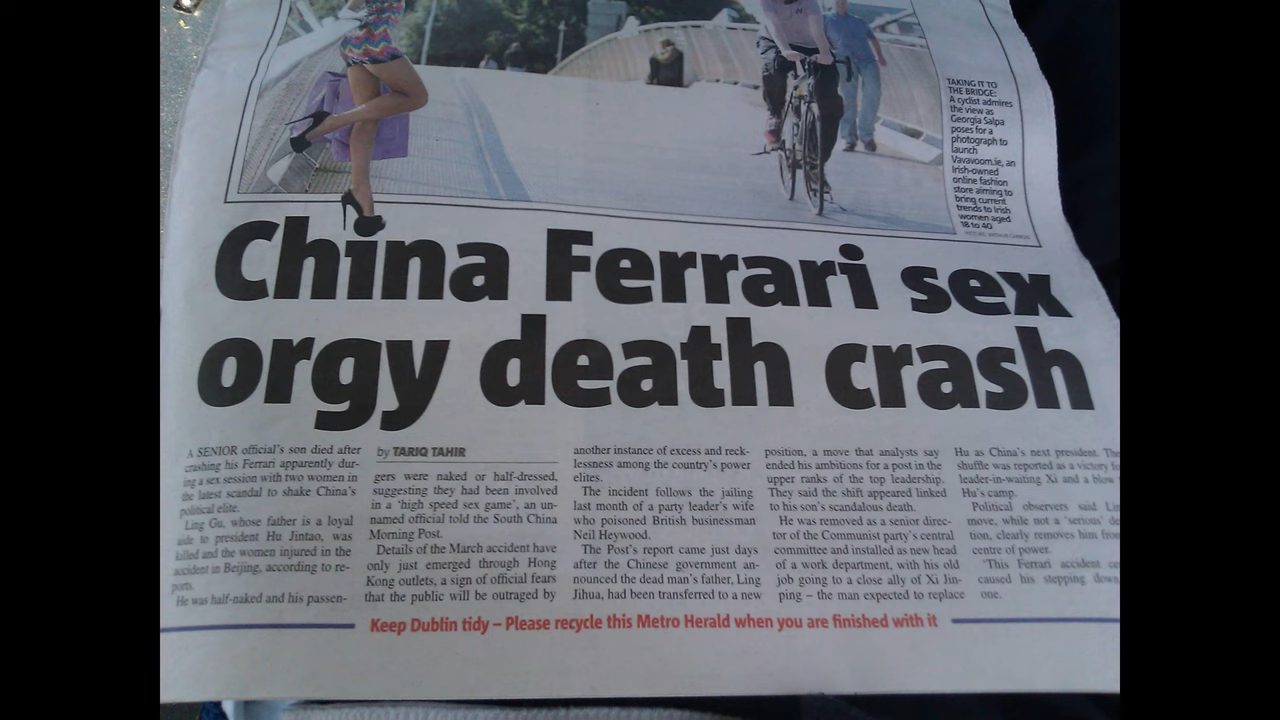 TAKING IT TO
THE BRIDGE:
A cyclist admires
the view as
Georgia Salpa
poses for a
photograph to
launch
Vavavoom.ie, an
Irish-owned
online fashion
store aiming to
bring current
trends to Irish
women aged
18 to 40
China Ferrari sex
orgy death crash
A SENIOR official's son died after
crashing his Ferrari apparently dur-
ing a sex session with two women in
the latest scandal to shake China's
political elite.
Ling Gu, whose father is a loyal
aide to president Hu Jintao, was
killed and the women injured in the
accident in Beijing, according to re-
ports.
He was half-naked and his passen-
by TARIQ TAHIR
gers were naked or half-dressed,
suggesting they had been involved
in a 'high speed sex game', an un-
named official told the South China
Morning Post.
Details of the March accident have
only just emerged through Hong
Kong outlets, a sign of official fears
that the public will be outraged by
another instance of excess and reck-
lessness among the country's power
elites.
The incident follows the jailing
last month of a party leader's wife
who poisoned British businessman
Neil Heywood.
The Post's report came just days
after the Chinese government an-
nounced the dead man's father, Ling
Jihua, had been transferred to a new
position, a move that analysts say
ended his ambitions for a post in the
upper ranks of the top leadership.
They said the shift appeared linked
to his son's scandalous death.
He was removed as a senior direc-
tor of the Communist party's central
committee and installed as new head
of a work department, with his old
job going to a close ally of Xi Jin-
ping – the man expected to replace
Hu as China's next president. The
shuffle was reported as a victory
leader-in-waiting Xi and a blow
Hu's camp.
Political observers said
move, while not a 'serious'
tion, clearly removes him from
centre of power.
'This Ferrari accident
caused his stepping down,
one.
Keep Dublin tidy – Please recycle this Metro Herald when you are finished with it